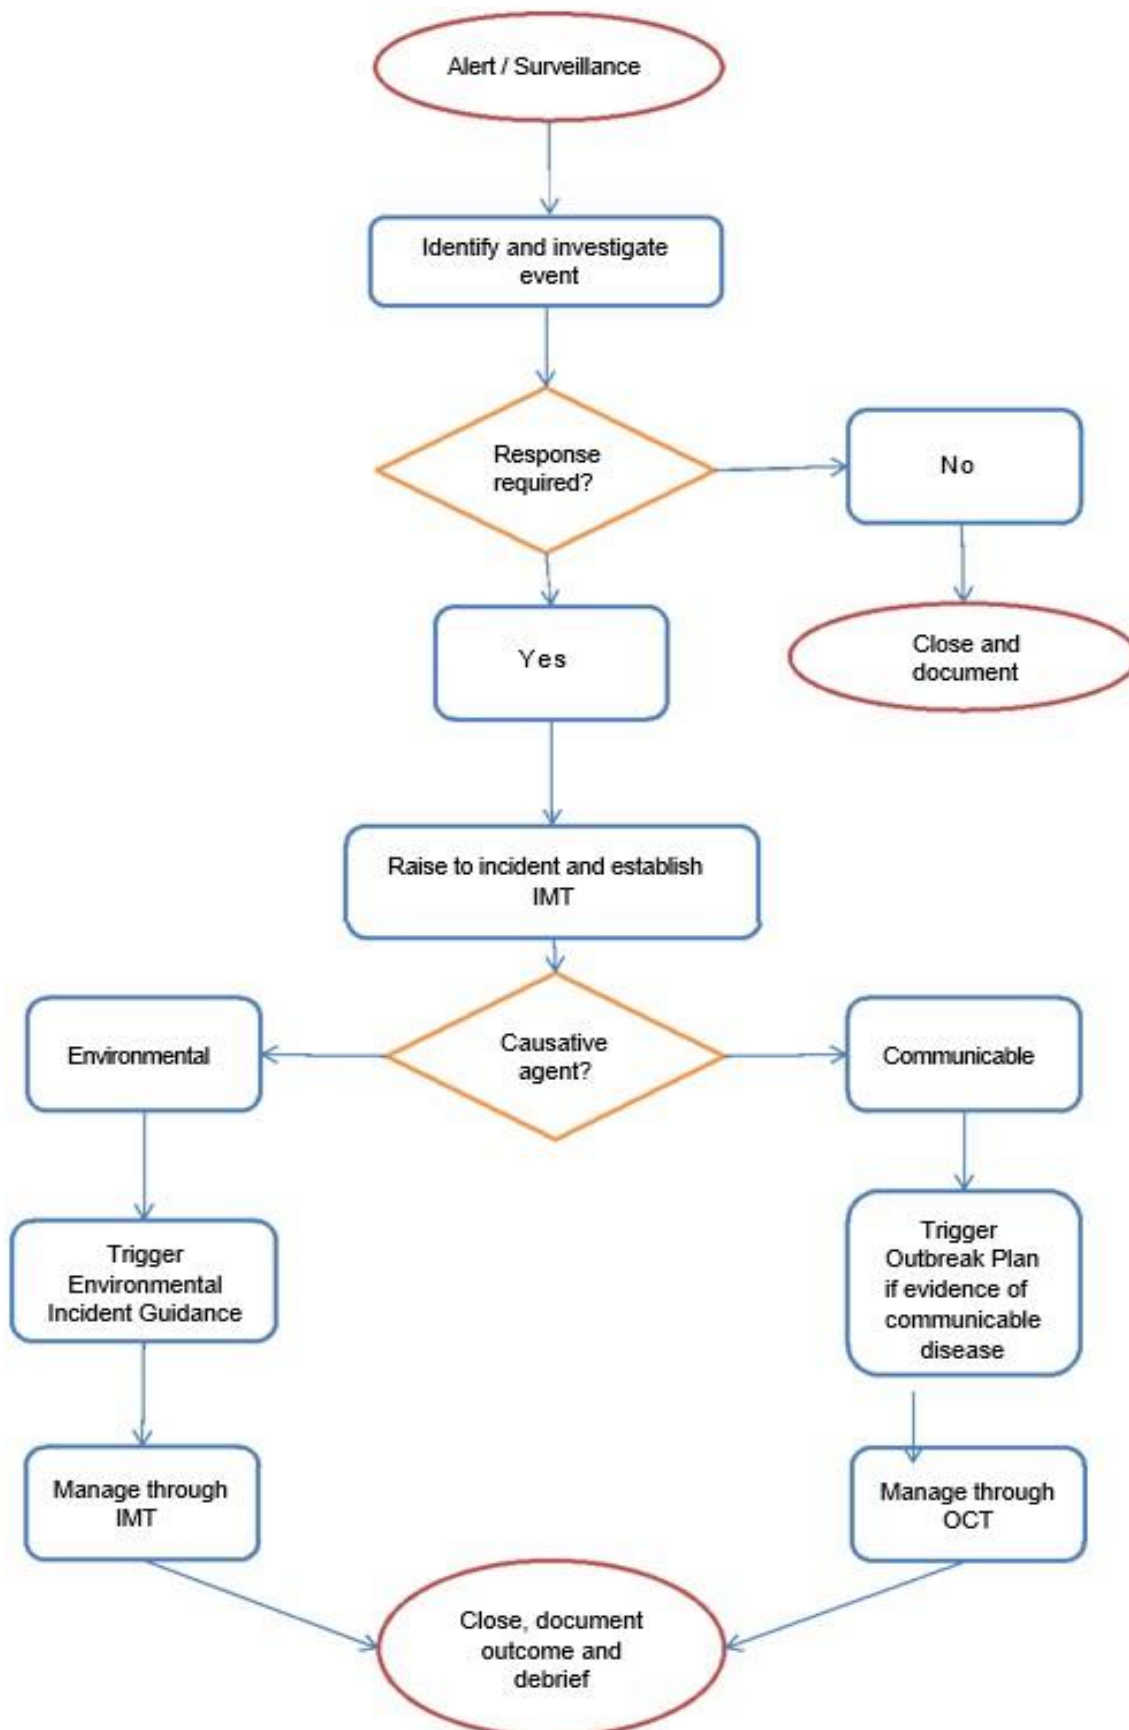 Alert / Surveillance
Identify and investigate
event
Response
required?
No
Yes
Close and
document
Raise to incident and establish
IMT
Causative
agent?
Environmental
Communicable
Trigger
Environmental
Incident Guidance
Trigger
Outbreak Plan
if evidence of
communicable
disease
Manage through
IMT
Manage through
OCT
Close, document
outcome and
debrief